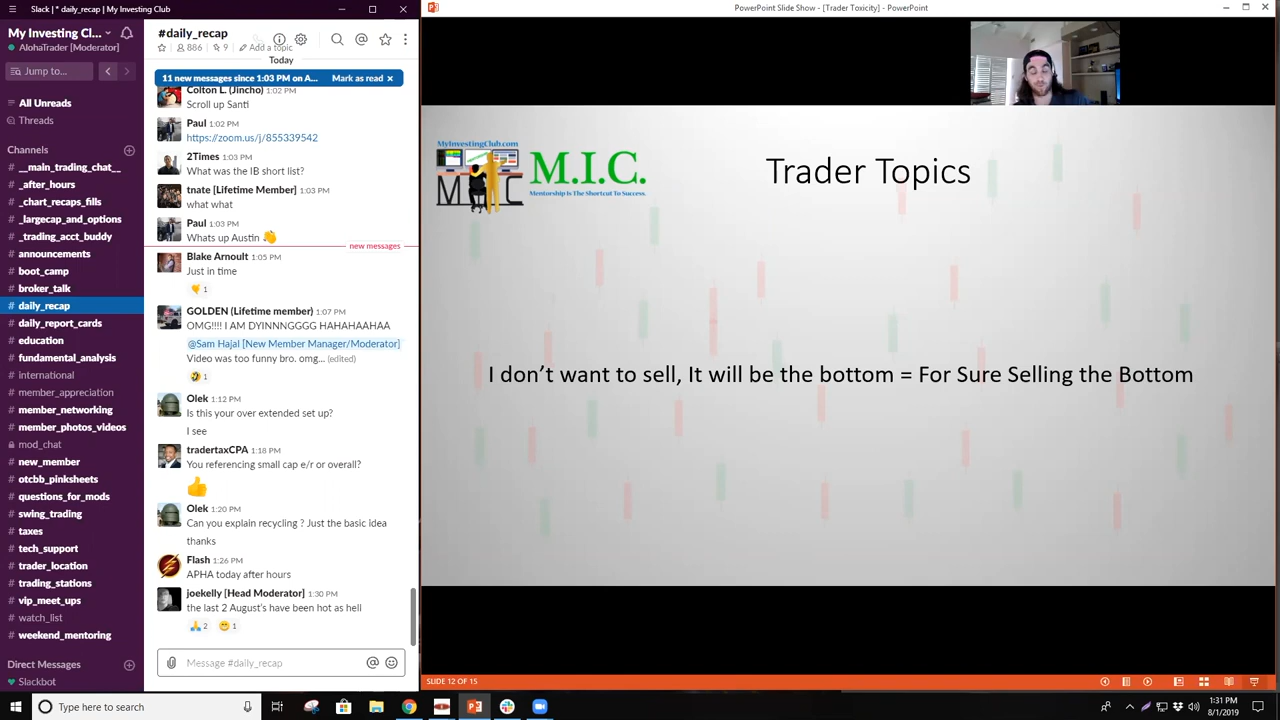 Slack | * daily_recap | My Investing Club
My Investing Cl...
AlohaTrader [Moderator]
Jump to...
All Unreads
Threads
Channels
# __main_trading_chat__
# _after_hours
# _chart_recaps_fills
# _largecap_and_options
# _trading_acct_buddy
# announcements
# boot_camp
# broker_talk
# daily_recap
# daily_report_cards
# education
# fundamental_analysis
# international
# member_appreciation
# member_networking
# member_photos_videos
mod_chat
# new_member
# otcbb_pinksheets
# questions_for_mods
# swing_trading
# taxes
# tech_support
# trader_location
# trading_stations
# vip_meet_ups
# watch_list
# weekend_mentoring
Direct Messages
Slackbot
#daily_recap
886
9
Add a topic
Today
11 new messages since 1:03 PM on A...
Mark as read
Colton L. (Jincho) 1:02 PM
Scroll up Santi
Paul 1:02 PM
https://zoom.us/j/855339542
2Times 1:03 PM
What was the IB short list?
tnate [Lifetime Member] 1:03 PM
what what
Paul 1:03 PM
Whats up Austin
new messages
Blake Arnoult 1:05 PM
Just in time
1
GOLDEN (Lifetime member) 1:07 PM
OMG!!!! I AM DYINNNGGGG HAHAHAAHAA
@Sam Hajal [New Member Manager/Moderator]
Video was too funny bro. omg... (edited)
1
Olek 1:12 PM
Is this your over extended set up?
I see
tradertaxCPA 1:18 PM
You referencing small cap e/r or overall?
Olek 1:20 PM
Can you explain recycling ? Just the basic idea
thanks
Flash 1:26 PM
APHA today after hours
joekelly [Head Moderator] 1:30 PM
the last 2 August's have been hot as hell
2
1
Message #daily_recap
PowerPoint Slide Show - [Trader Toxicity] - PowerPoint
MyInvestingClub.com
M.I.C.
Mentorship Is The Shortcut To Success.
Trader Topics
I don't want to sell, It will be the bottom = For Sure Selling the Bottom
SLIDE 12 OF 15
Type here to search
1:31 PM
8/1/2019